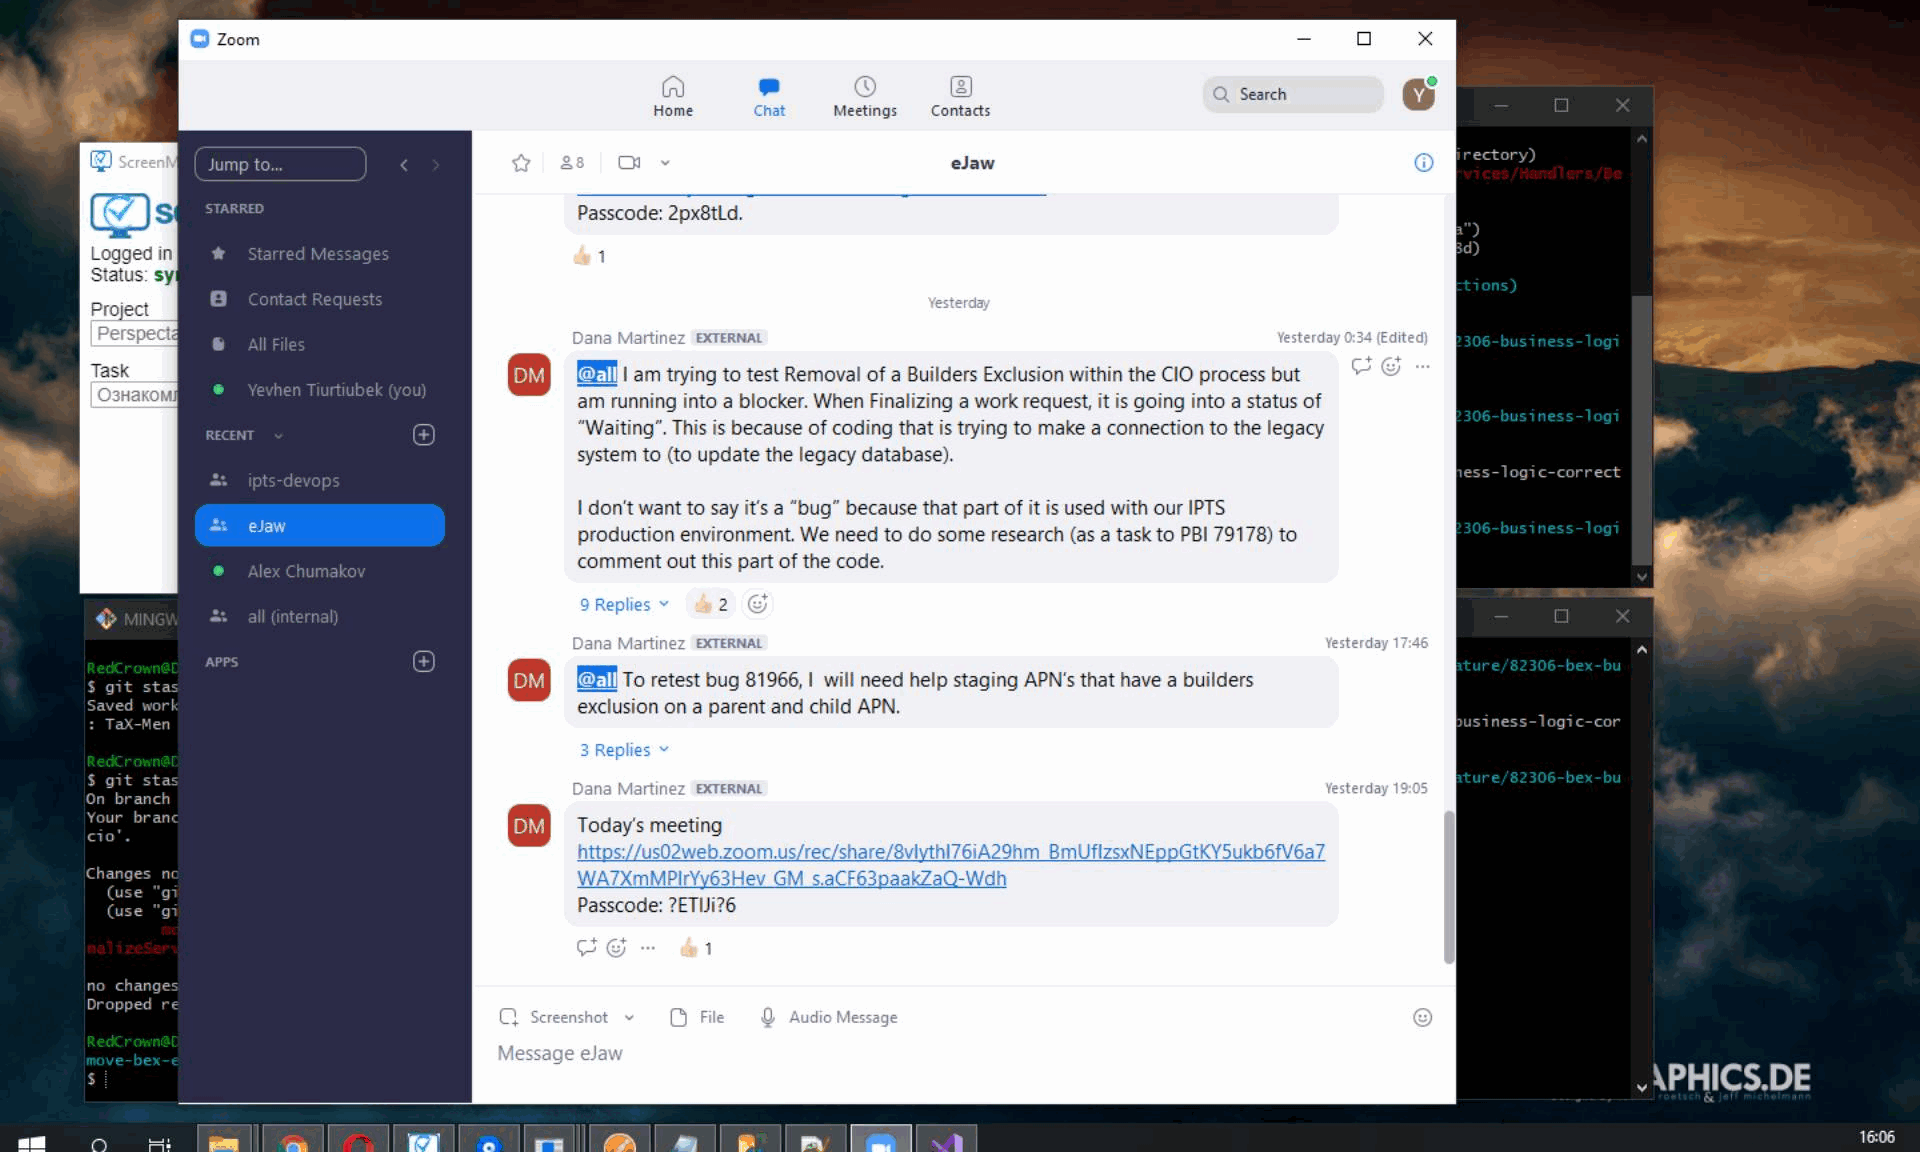 Zoom
Home
Chat
Meetings
Contacts
Search
Y
Jump to...
STARRED
Starred Messages
Contact Requests
All Files
Yevhen Tiurtiubek (you)
RECENT
ipts-devops
eJaw
Alex Chumakov
all (internal)
APPS
8
eJaw
Passcode: 2px8tLd.
1
Yesterday
Dana Martinez EXTERNAL
Yesterday 0:34 (Edited)
DM
@all I am trying to test Removal of a Builders Exclusion within the CIO process but
am running into a blocker. When Finalizing a work request, it is going into a status of
“Waiting”. This is because of coding that is trying to make a connection to the legacy
system to (to update the legacy database).
I don’t want to say it’s a “bug” because that part of it is used with our IPTS
production environment. We need to do some research (as a task to PBI 79178) to
comment out this part of the code.
9 Replies
2
Dana Martinez EXTERNAL
Yesterday 17:46
DM
@all To retest bug 81966, I will need help staging APN’s that have a builders
exclusion on a parent and child APN.
3 Replies
Dana Martinez EXTERNAL
Yesterday 19:05
DM
Today’s meeting
https://us02web.zoom.us/rec/share/8vIythI76iA29hm_BmUfIzsxNEppGtKY5ukb6fV6a7
WA7XmMPIrYy63Hev_GM_s.aCF63paakZaQ-Wdh
Passcode: ?ETIJi?6
1
Screenshot
File
Audio Message
Message eJaw
ScreenM
Logged in
Status: syn
Project
Perspecta
Task
Ознакомл
MINGW
RedCrown@D
$ git stas
Saved work
: TaX-Men
RedCrown@D
$ git stas
On branch
Your branc
cio'.
Changes no
(use "gi
(use "gi
mo
nalizeServ
no changes
Dropped re
RedCrown@D
move-bex-e
$
irectory)
rvices/Handlers/Be
a")
3d)
ctions)
2306-business-logi
2306-business-logi
ness-logic-correct
2306-business-logi
ature/82306-bex-bu
business-logic-cor
ature/82306-bex-bu
APHICS.DE
roetsch & jeff michelmann
16:06